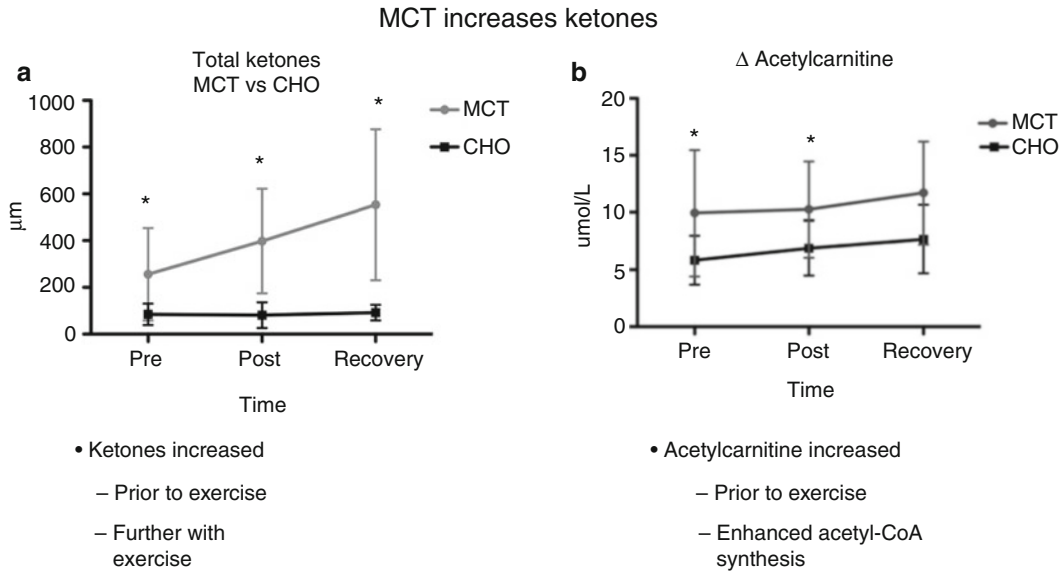 MCT increases ketones
a
Total ketones
MCT vs CHO
1000
800
600
400
200
0
μm
*
*
*
MCT
CHO
Pre
Post
Recovery
Time
• Ketones increased
– Prior to exercise
– Further with
exercise
b
Δ Acetylcarnitine
20
15
10
5
0
umol/L
*
*
MCT
CHO
Pre
Post
Recovery
Time
• Acetylcarnitine increased
– Prior to exercise
– Enhanced acetyl-CoA
synthesis